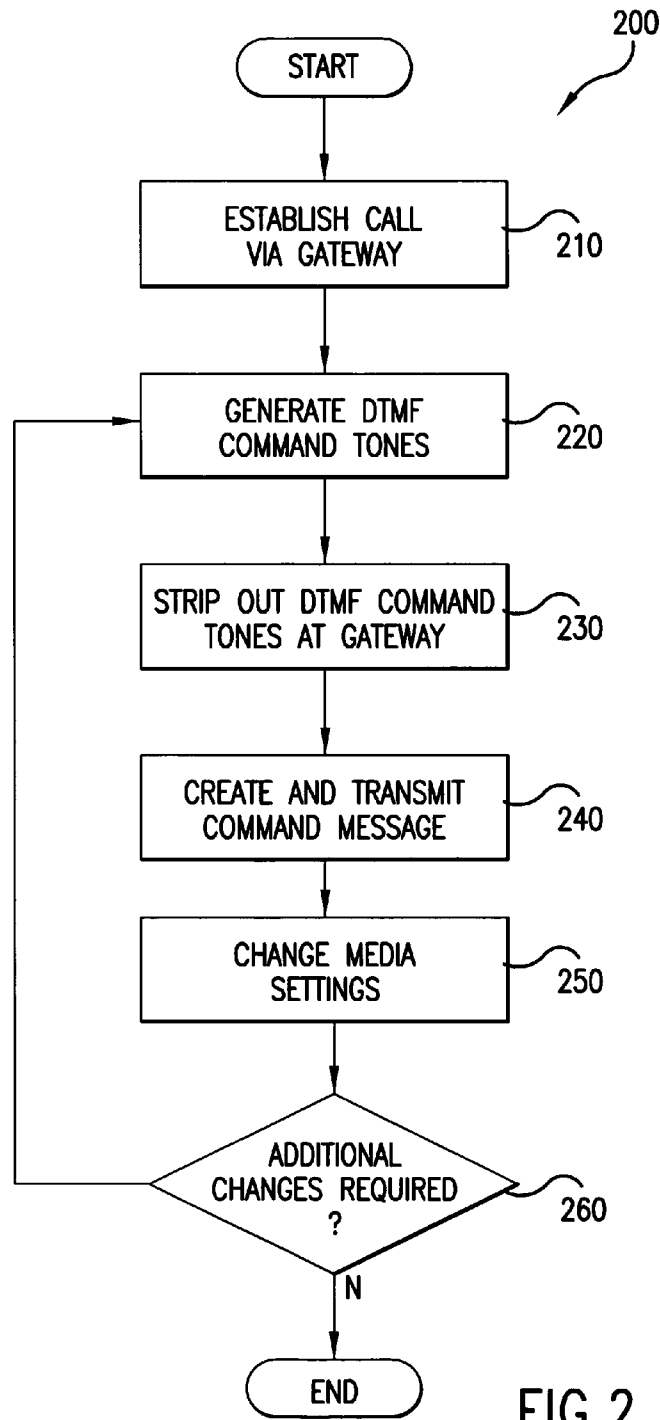 200
START
ESTABLISH CALL
VIA GATEWAY
210
GENERATE DTMF
COMMAND TONES
220
STRIP OUT DTMF COMMAND
TONES AT GATEWAY
230
CREATE AND TRANSMIT
COMMAND MESSAGE
240
CHANGE MEDIA
SETTINGS
250
ADDITIONAL
CHANGES REQUIRED
?
260
N
END
FIG.2